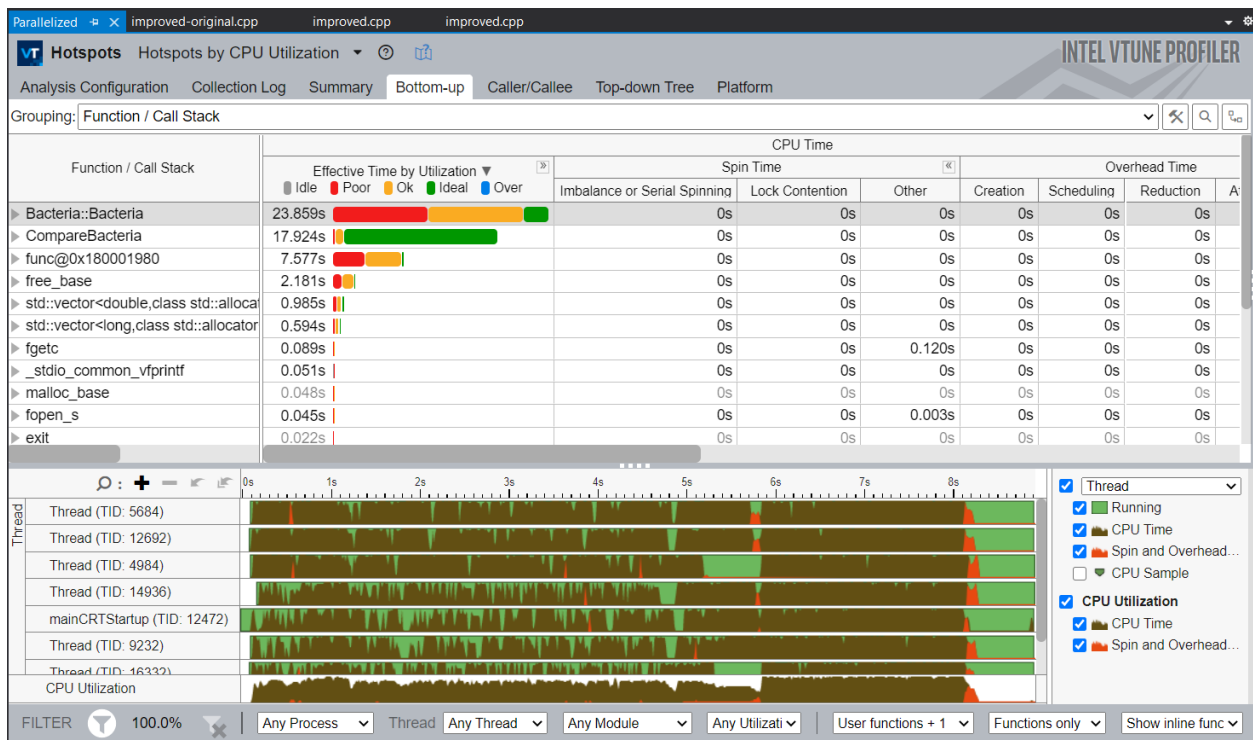 Parallelized improved-original.cpp improved.cpp improved.cpp
VT Hotspots Hotspots by CPU Utilization INTEL VTUNE PROFILER
Analysis Configuration Collection Log Summary Bottom-up Caller/Callee Top-down Tree Platform
Grouping: Function / Call Stack
CPU Time
Function / Call Stack Effective Time by Utilization Spin Time Overhead Time
Idle Poor Ok Ideal Over Imbalance or Serial Spinning Lock Contention Other Creation Scheduling Reduction A
Bacteria::Bacteria 23.859s 0s 0s 0s 0s 0s 0s
CompareBacteria 17.924s 0s 0s 0s 0s 0s 0s
func@0x180001980 7.577s 0s 0s 0s 0s 0s 0s
free_base 2.181s 0s 0s 0s 0s 0s 0s
std::vector<double,class std::allocat 0.985s 0s 0s 0s 0s 0s 0s
std::vector<long,class std::allocator 0.594s 0s 0s 0s 0s 0s 0s
fgetc 0.089s 0s 0s 0.120s 0s 0s 0s
_stdio_common_vfprintf 0.051s 0s 0s 0s 0s 0s 0s
malloc_base 0.048s 0s 0s 0s 0s 0s 0s
fopen_s 0.045s 0s 0s 0.003s 0s 0s 0s
exit 0.022s 0s 0s 0s 0s 0s 0s
0s 1s 2s 3s 4s 5s 6s 7s 8s
Thread
Thread (TID: 5684)
Thread (TID: 12692)
Thread (TID: 4984)
Thread (TID: 14936)
mainCRTStartup (TID: 12472)
Thread (TID: 9232)
Thread (TID: 16332)
CPU Utilization
Thread
Running
CPU Time
Spin and Overhead...
CPU Sample
CPU Utilization
CPU Time
Spin and Overhead...
FILTER 100.0% Any Process Thread Any Thread Any Module Any Utilizati User functions + 1 Functions only Show inline func